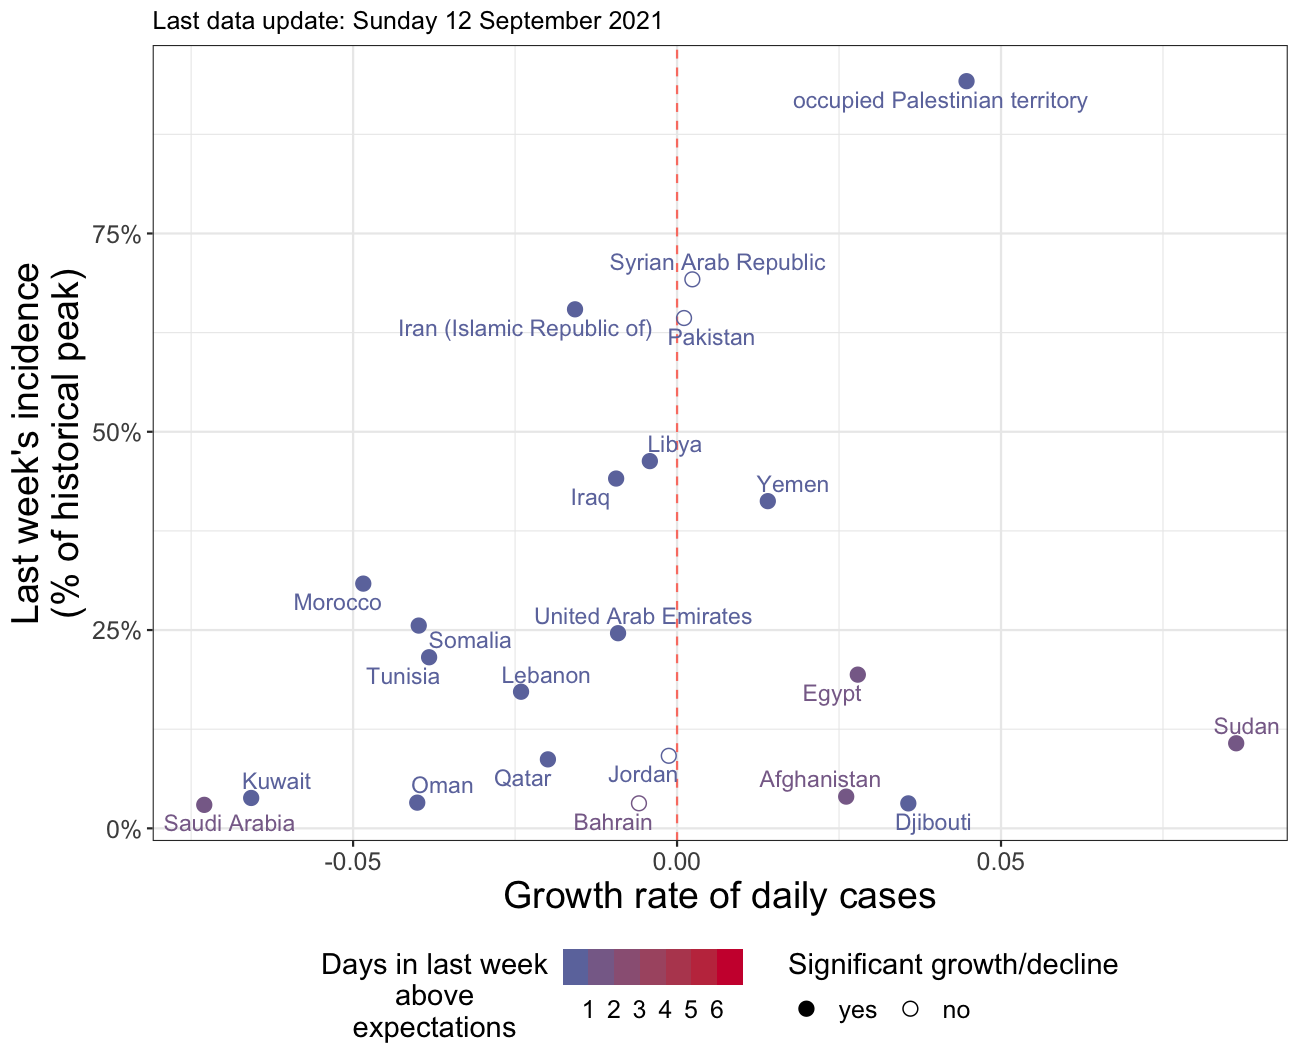 Last data update: Sunday 12 September 2021
occupied Palestinian territory
75%
Syrian Arab Republic
Iran (Islamic Republic of)
Pakistan
Last week's incidence
(% of historical peak)
50%
Libya
Iraq
Yemen
Morocco
United Arab Emirates
25%
Somalia
Tunisia
Lebanon
Egypt
Sudan
Jordan
Qatar
Afghanistan
Kuwait
Oman
Saudi Arabia
Bahrain
Djibouti
0%
-0.05 0.00 0.05
Growth rate of daily cases
Days in last week
above
expectations
1 2 3 4 5 6
Significant growth/decline
yes no